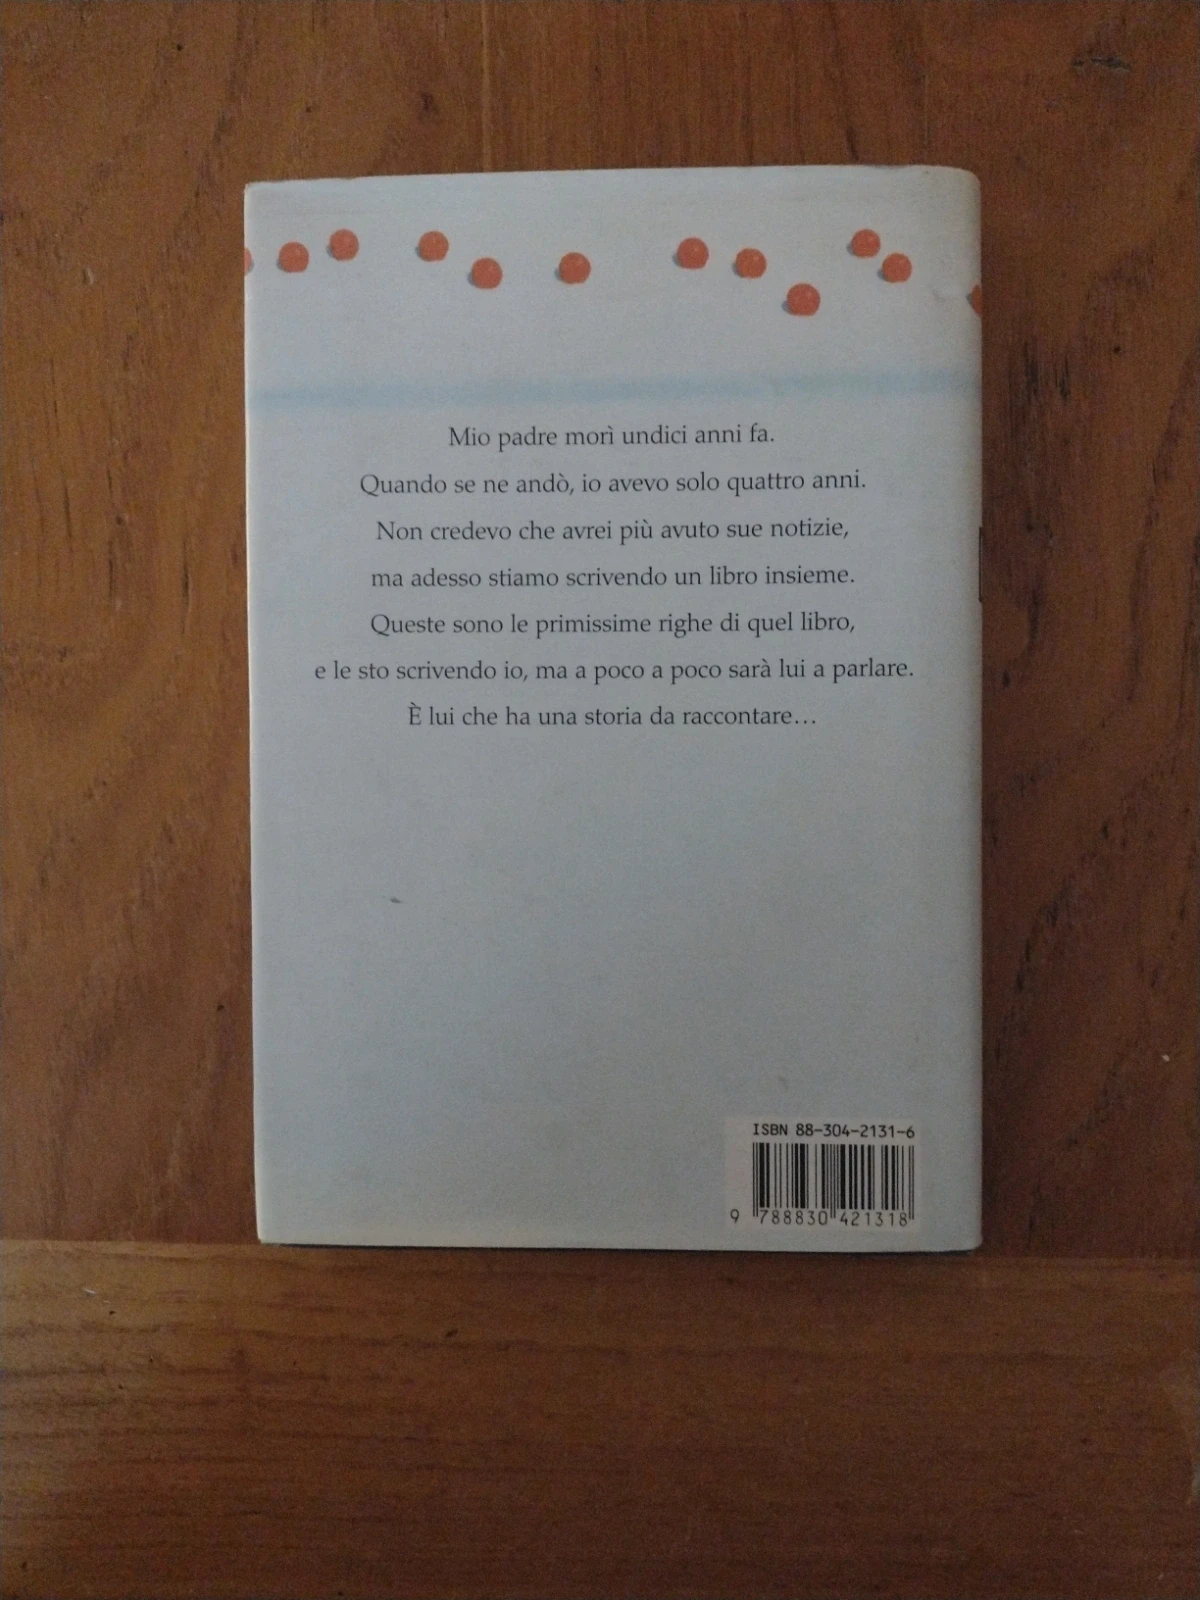 Mio padre morì undici anni fa.
Quando se ne andò, io avevo solo quattro anni.
Non credevo che avrei più avuto sue notizie,
ma adesso stiamo scrivendo un libro insieme.
Queste sono le primissime righe di quel libro,
e le sto scrivendo io, ma a poco a poco sarà lui a parlare.
È lui che ha una storia da raccontare…
ISBN 88-304-2131-6
9 788830 421318